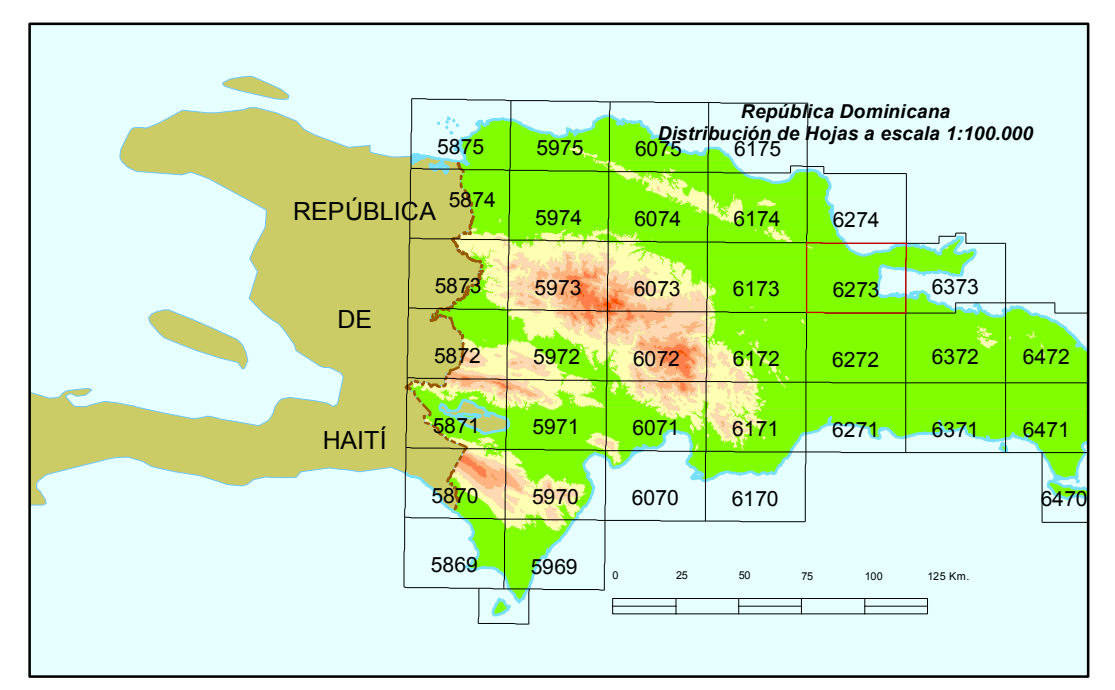 República Dominicana
Distribución de Hojas a escala 1:100.000
5875 5975 6075 6175
5874 5974 6074 6174 6274
REPÚBLICA
5873 5973 6073 6173 6273 6373
DE
5872 5972 6072 6172 6272 6372 6472
HAITÍ
5871 5971 6071 6171 6271 6371 6471
5870 5970 6070 6170 6470
5869 5969
0 25 50 75 100 125 Km.